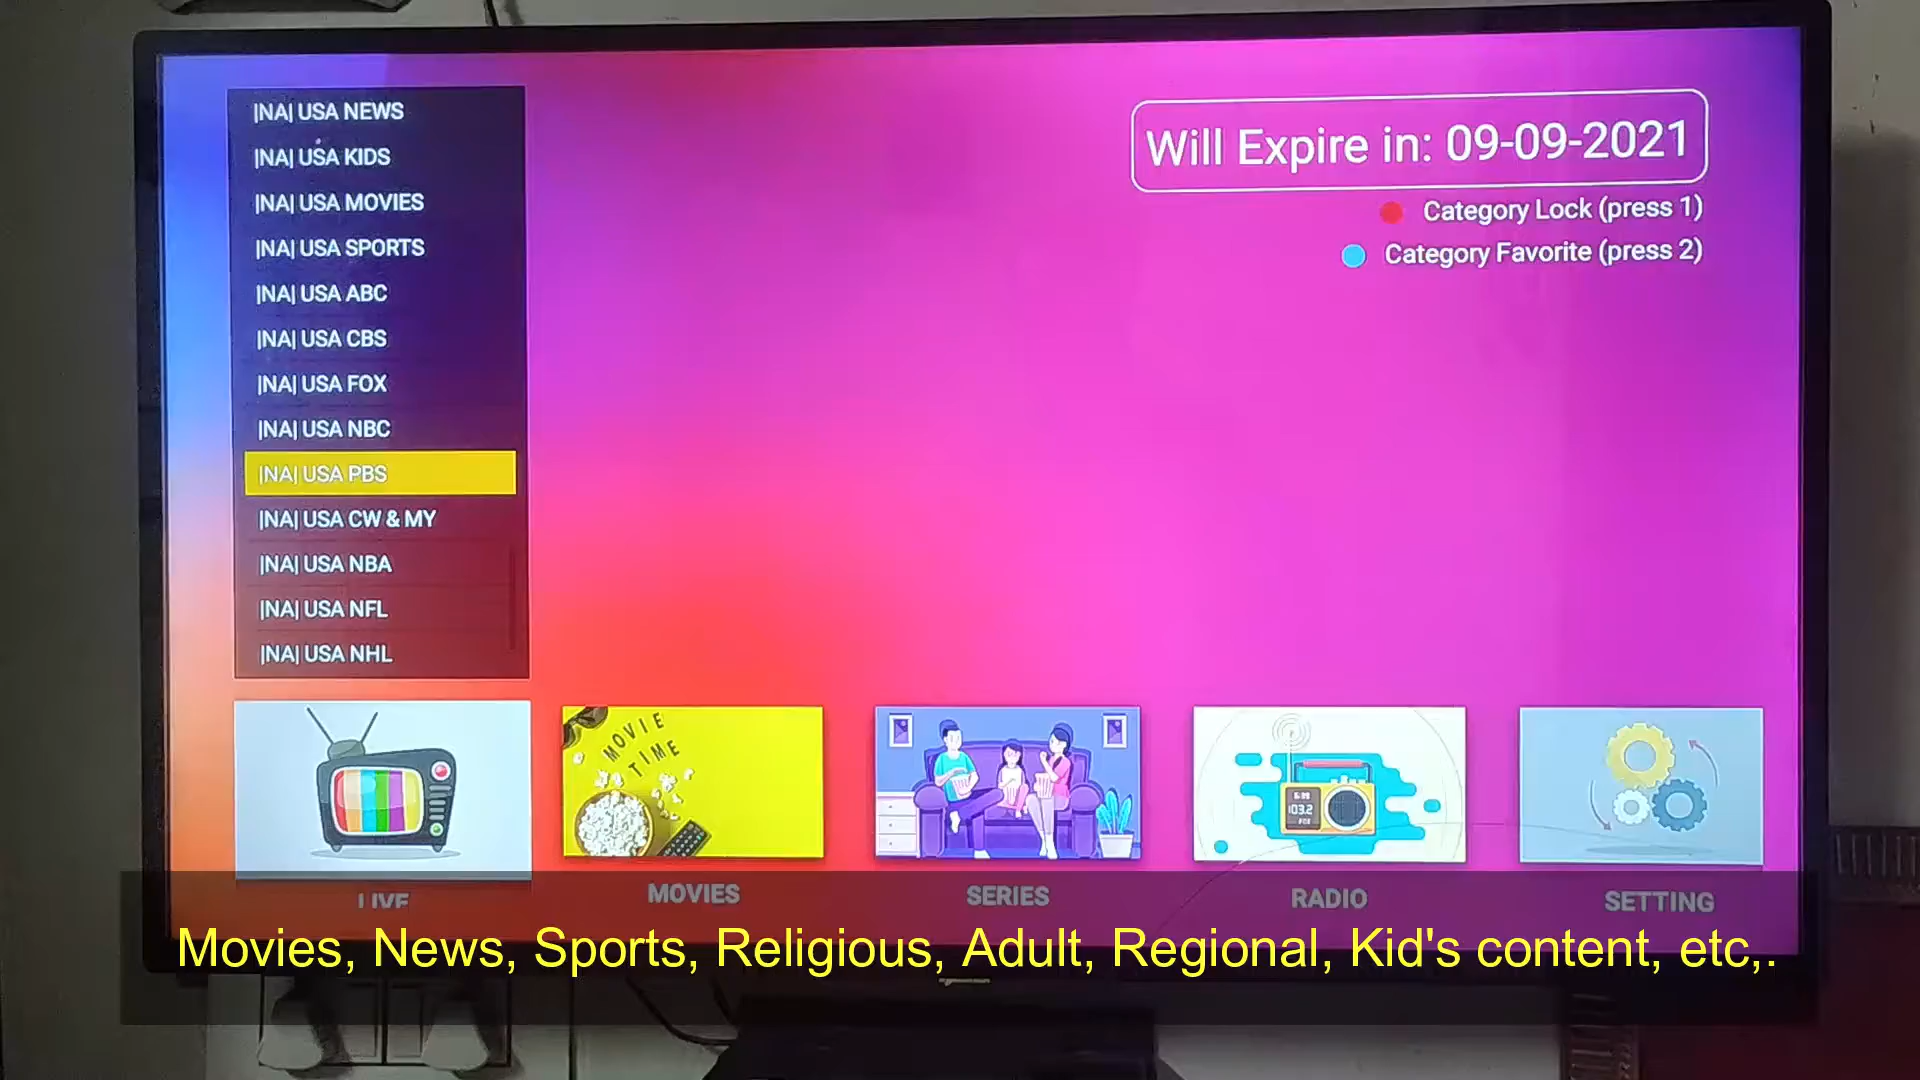 |NA| USA NEWS
|NA| USA KIDS
|NA| USA MOVIES
|NA| USA SPORTS
|NA| USA ABC
|NA| USA CBS
|NA| USA FOX
|NA| USA NBC
|NA| USA PBS
|NA| USA CW & MY
|NA| USA NBA
|NA| USA NFL
|NA| USA NHL
Will Expire in: 09-09-2021
Category Lock (press 1)
Category Favorite (press 2)
MOVIE
TIME
103.2
LIVE
MOVIES
SERIES
RADIO
SETTING
Movies, News, Sports, Religious, Adult, Regional, Kid's content, etc,.